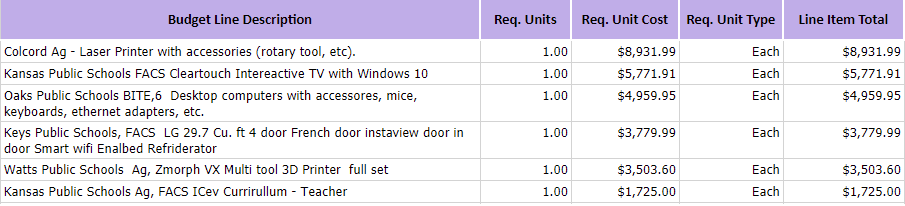 Budget Line Description Req. Units Req. Unit Cost Req. Unit Type Line Item Total
Colcord Ag - Laser Printer with accessories (rotary tool, etc). 1.00 $8,931.99 Each $8,931.99
Kansas Public Schools FACS Cleartouch Intereactive TV with Windows 10 1.00 $5,771.91 Each $5,771.91
Oaks Public Schools BITE,6 Desktop computers with accessores, mice, 1.00 $4,959.95 Each $4,959.95
keyboards, ethernet adapters, etc.
Keys Public Schools, FACS LG 29.7 Cu. ft 4 door French door instaview door in 1.00 $3,779.99 Each $3,779.99
door Smart wifi Enalbed Refriderator
Watts Public Schools Ag, Zmorph VX Multi tool 3D Printer full set 1.00 $3,503.60 Each $3,503.60
Kansas Public Schools Ag, FACS ICev Currirullum - Teacher 1.00 $1,725.00 Each $1,725.00